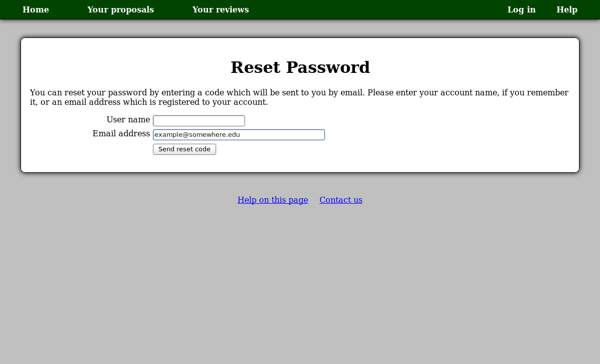 Home Your proposals Your reviews Log in Help
Reset Password
You can reset your password by entering a code which will be sent to you by email. Please enter your account name, if you remember
it, or an email address which is registered to your account.
User name
Email address example@somewhere.edu
Send reset code
Help on this page Contact us